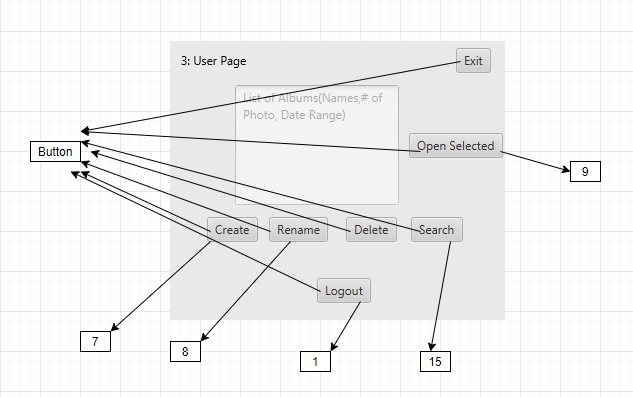 3: User Page
Exit
List of Albums(Names,# of
Photo, Date Range)
Button
Open Selected
9
Create
Rename
Delete
Search
Logout
7
8
1
15